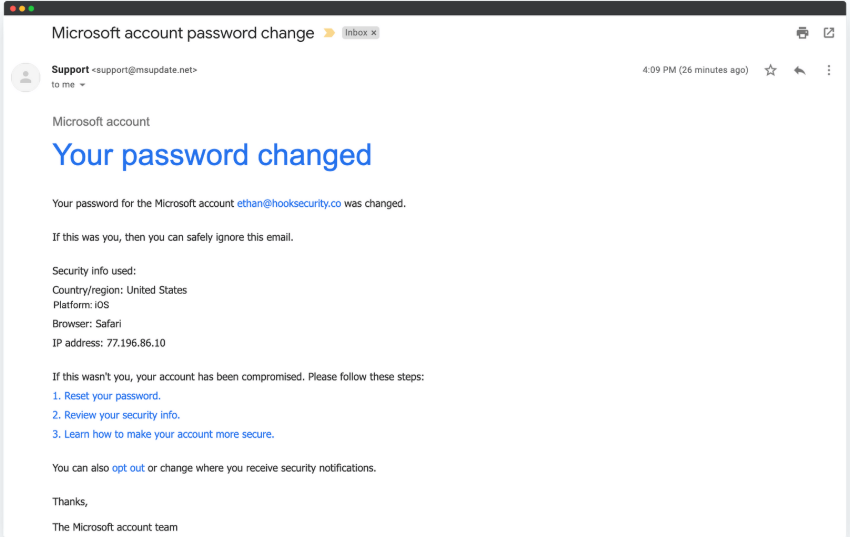 Microsoft account password change
Inbox ×
Support <support@msupdate.net>
4:09 PM (26 minutes ago)
to me
Microsoft account
Your password changed
Your password for the Microsoft account ethan@hooksecurity.co was changed.
If this was you, then you can safely ignore this email.
Security info used:
Country/region: United States
Platform: iOS
Browser: Safari
IP address: 77.196.86.10
If this wasn't you, your account has been compromised. Please follow these steps:
1. Reset your password.
2. Review your security info.
3. Learn how to make your account more secure.
You can also opt out or change where you receive security notifications.
Thanks,
The Microsoft account team